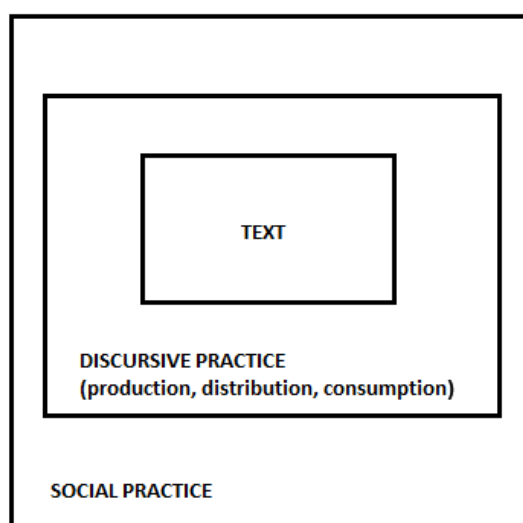 TEXT
DISCURSIVE PRACTICE
(production, distribution, consumption)
SOCIAL PRACTICE